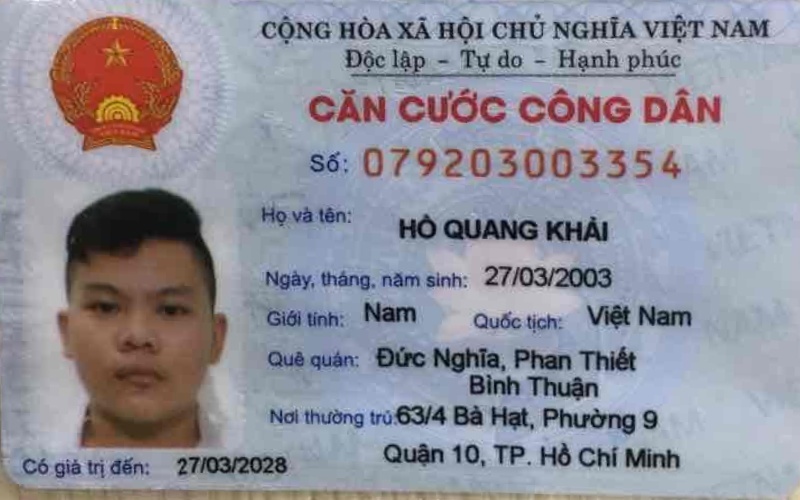 CỘNG HÒA XÃ HỘI CHỦ NGHĨA VIỆT NAM
Độc lập - Tự do - Hạnh phúc
CĂN CƯỚC CÔNG DÂN
Số: 079203003354
Họ và tên: HỒ QUANG KHẢI
Ngày, tháng, năm sinh: 27/03/2003
Giới tính: Nam Quốc tịch: Việt Nam
Quê quán: Đức Nghĩa, Phan Thiết
Bình Thuận
Nơi thường trú: 63/4 Bà Hạt, Phường 9
Quận 10, TP. Hồ Chí Minh
Có giá trị đến: 27/03/2028